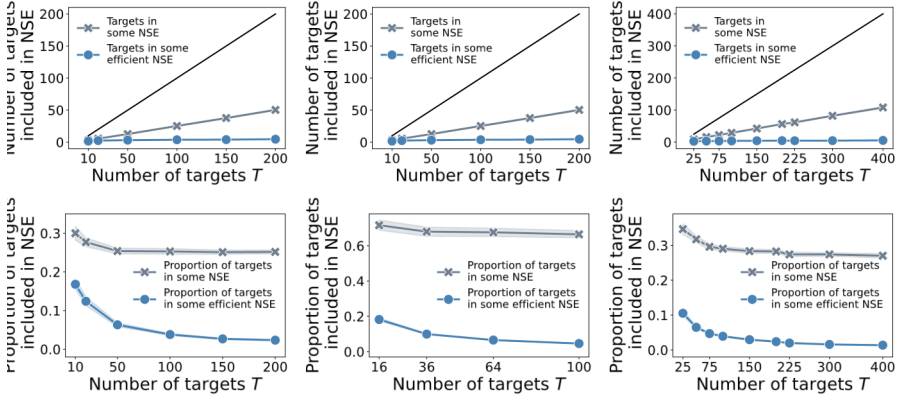 Number of targets
included in NSE
200
150
100
50
0
Targets in
some NSE
Targets in some
efficient NSE
10 50 100 150 200
Number of targets T
Number of targets
included in NSE
200
150
100
50
0
Targets in
some NSE
Targets in some
efficient NSE
10 50 100 150 200
Number of targets T
Number of targets
included in NSE
400
300
200
100
0
Targets in
some NSE
Targets in some
efficient NSE
25 75 150 225 300 400
Number of targets T
Proportion of targets
included in NSE
0.3
0.2
0.1
0.0
Proportion of targets
in some NSE
Proportion of targets
in some efficient NSE
10 50 100 150 200
Number of targets T
Proportion of targets
included in NSE
0.6
0.4
0.2
0.0
Proportion of targets
in some NSE
Proportion of targets
in some efficient NSE
16 36 64 100
Number of targets T
Proportion of targets
included in NSE
0.3
0.2
0.1
0.0
Proportion of targets
in some NSE
Proportion of targets
in some efficient NSE
25 75 150 225 300 400
Number of targets T